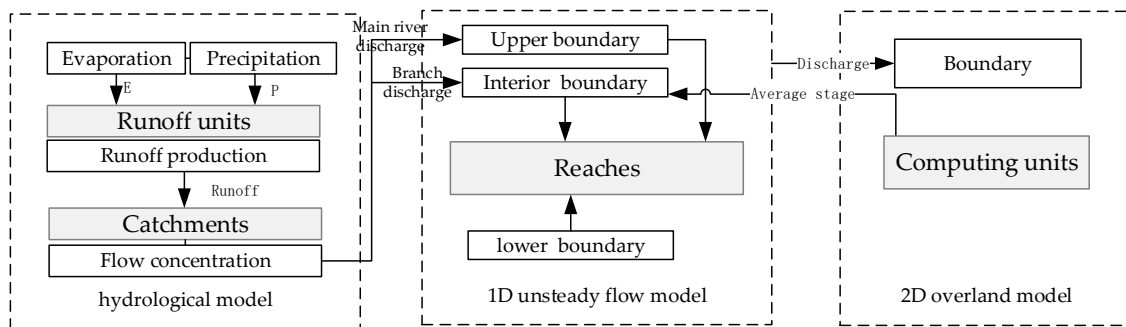 Evaporation
Precipitation
E
P
Runoff units
Runoff production
Runoff
Catchments
Flow concentration
hydrological model
Main river
discharge
Branch
discharge
Upper boundary
Interior boundary
Reaches
lower boundary
1D unsteady flow model
Discharge
Average stage
Boundary
Computing units
2D overland model